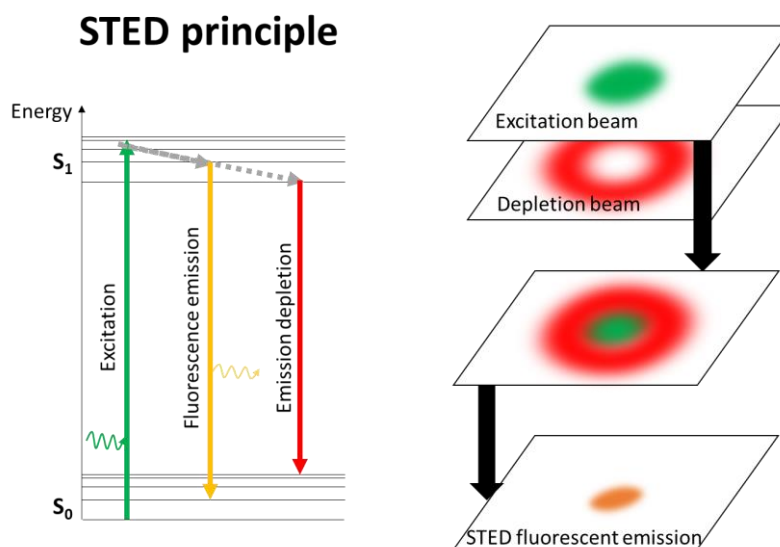 STED principle
Energy
S1
S0
Excitation
Fluorescence emission
Emission depletion
Excitation beam
Depletion beam
STED fluorescent emission